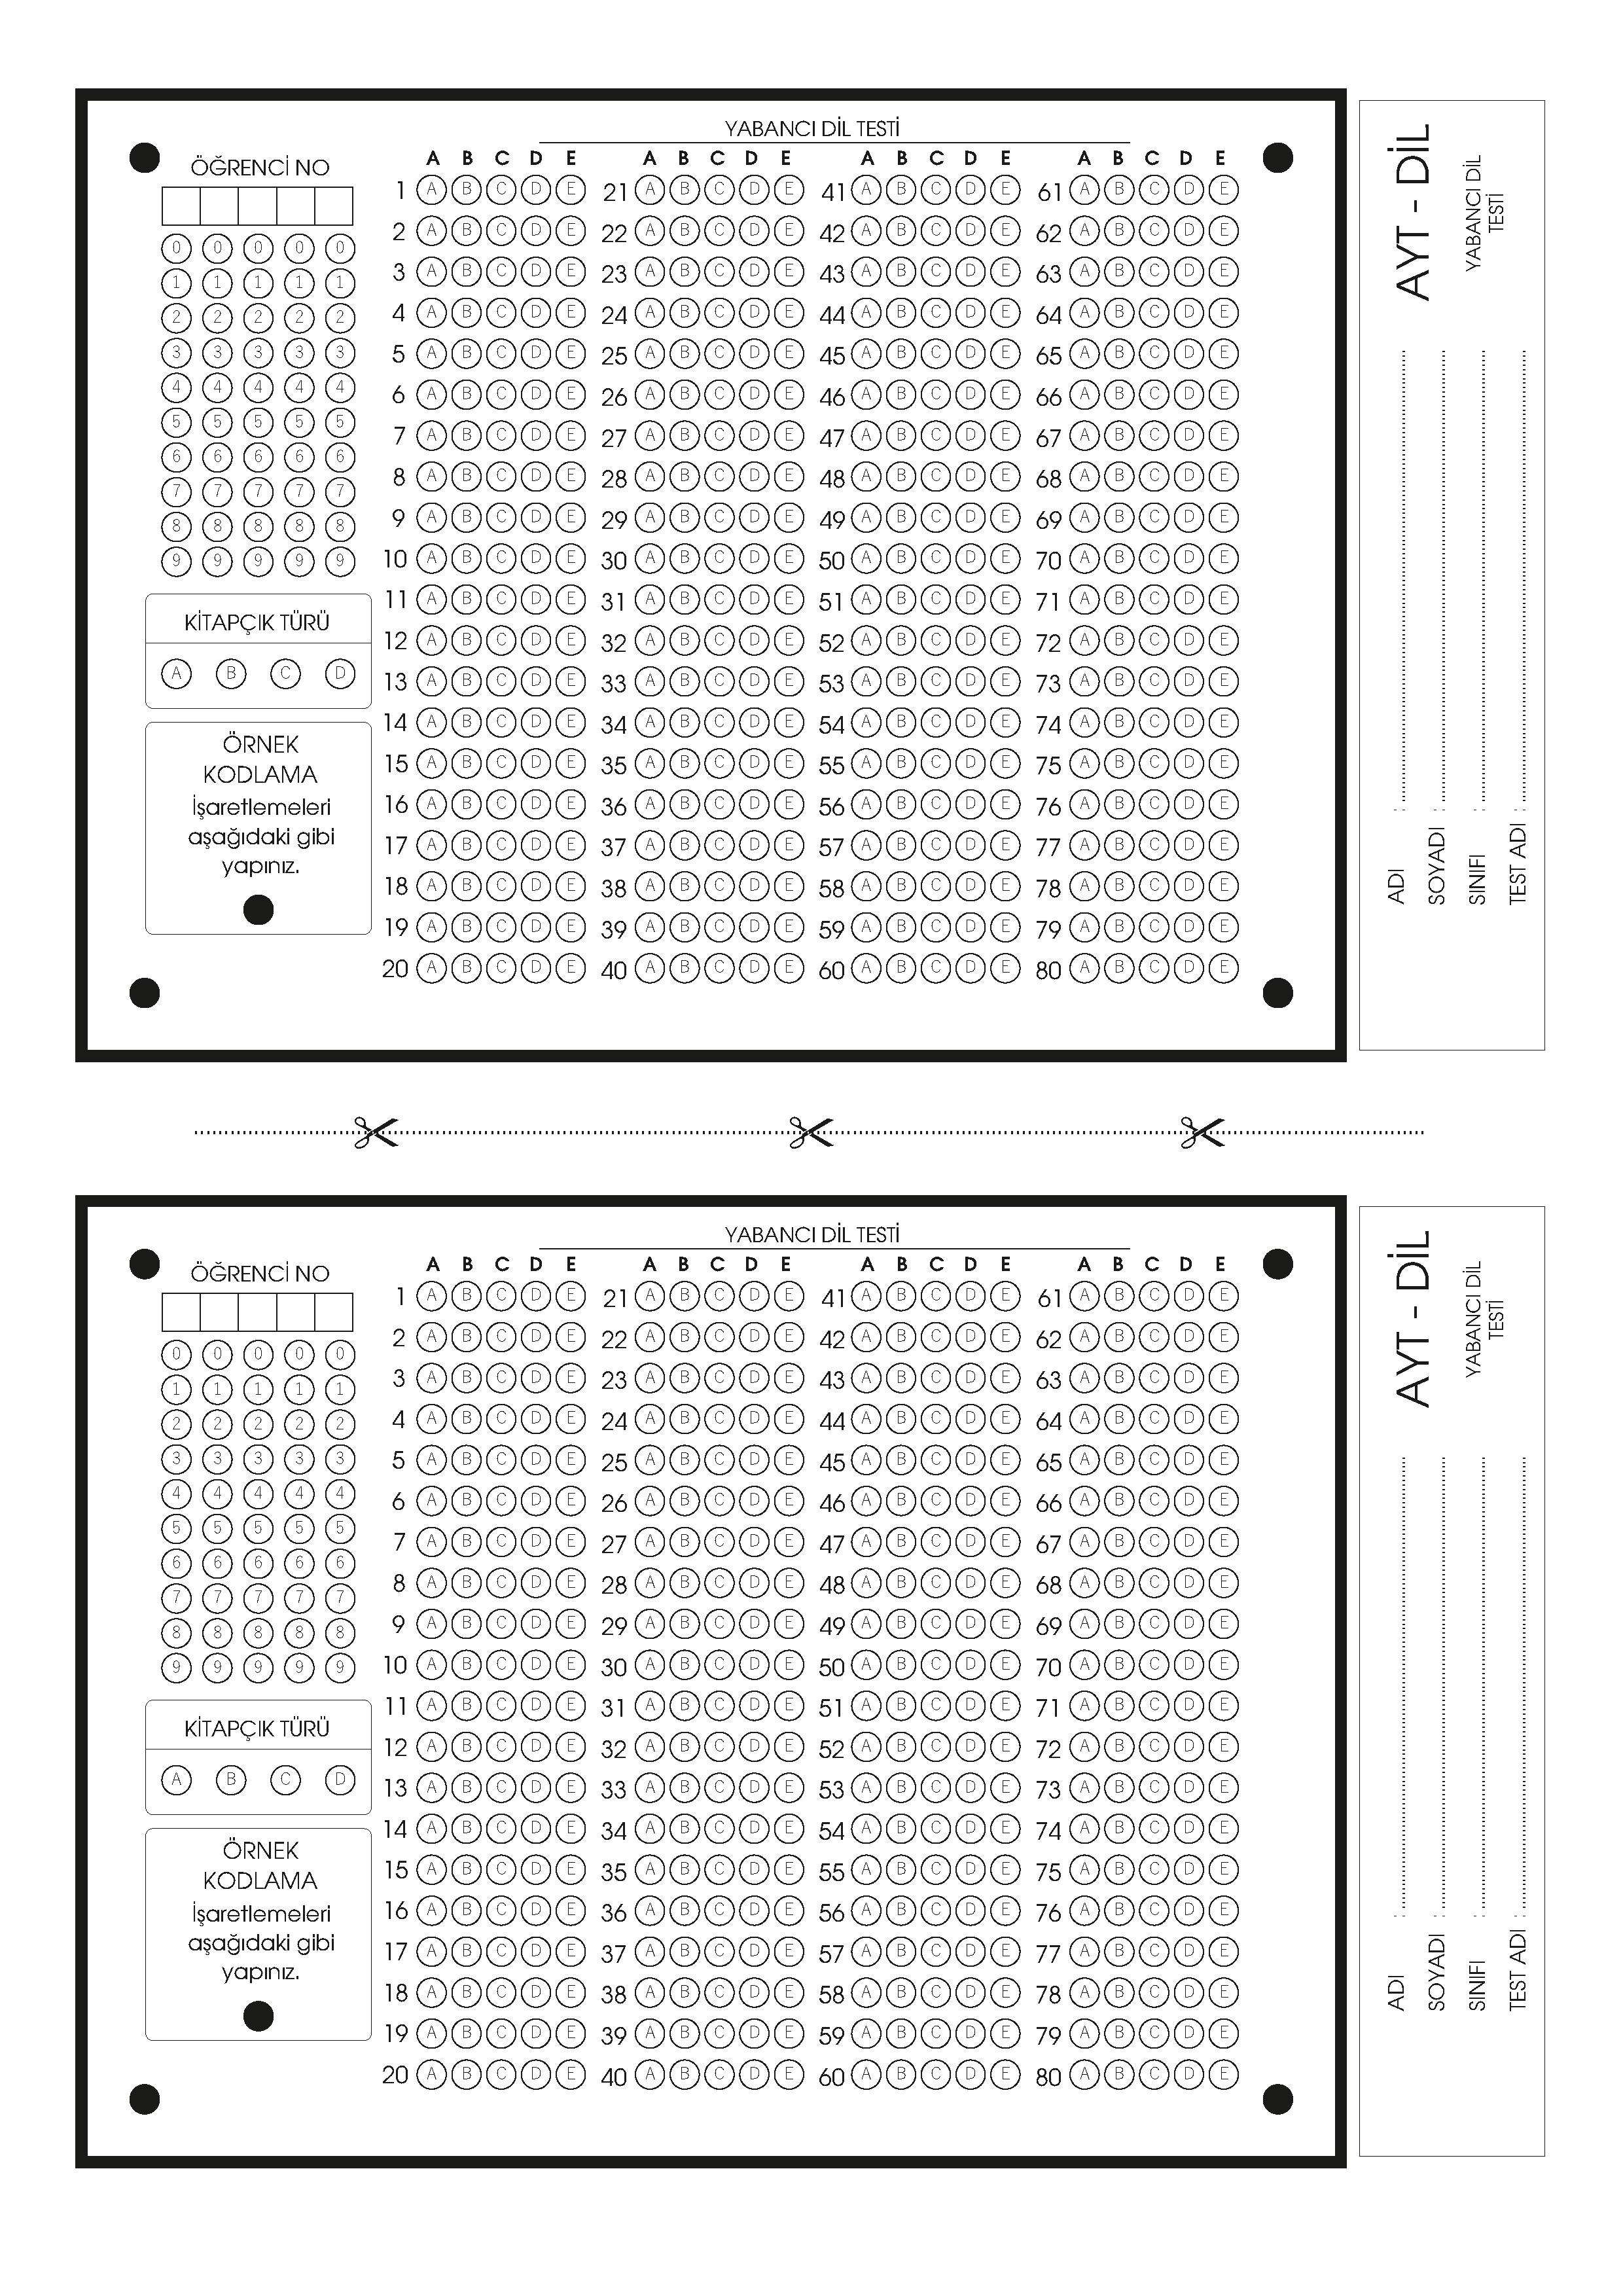 YABANCI DİL TESTİ
ÖĞRENCİ NO
A B C D E A B C D E A B C D E A B C D E
1 A B C D E 21 A B C D E 41 A B C D E 61 A B C D E
2 A B C D E 22 A B C D E 42 A B C D E 62 A B C D E
3 A B C D E 23 A B C D E 43 A B C D E 63 A B C D E
4 A B C D E 24 A B C D E 44 A B C D E 64 A B C D E
5 A B C D E 25 A B C D E 45 A B C D E 65 A B C D E
6 A B C D E 26 A B C D E 46 A B C D E 66 A B C D E
7 A B C D E 27 A B C D E 47 A B C D E 67 A B C D E
8 A B C D E 28 A B C D E 48 A B C D E 68 A B C D E
9 A B C D E 29 A B C D E 49 A B C D E 69 A B C D E
10 A B C D E 30 A B C D E 50 A B C D E 70 A B C D E
11 A B C D E 31 A B C D E 51 A B C D E 71 A B C D E
12 A B C D E 32 A B C D E 52 A B C D E 72 A B C D E
13 A B C D E 33 A B C D E 53 A B C D E 73 A B C D E
14 A B C D E 34 A B C D E 54 A B C D E 74 A B C D E
15 A B C D E 35 A B C D E 55 A B C D E 75 A B C D E
16 A B C D E 36 A B C D E 56 A B C D E 76 A B C D E
17 A B C D E 37 A B C D E 57 A B C D E 77 A B C D E
18 A B C D E 38 A B C D E 58 A B C D E 78 A B C D E
19 A B C D E 39 A B C D E 59 A B C D E 79 A B C D E
20 A B C D E 40 A B C D E 60 A B C D E 80 A B C D E
0 0 0 0 0
1 1 1 1 1
2 2 2 2 2
3 3 3 3 3
4 4 4 4 4
5 5 5 5 5
6 6 6 6 6
7 7 7 7 7
8 8 8 8 8
9 9 9 9 9
KİTAPÇIK TÜRÜ
A B C D
ÖRNEK
KODLAMA
İşaretlemeleri
aşağıdaki gibi
yapınız.
AYT - DİL
YABANCI DİL
TESTİ
ADI :
SOYADI :
SINIFI :
TEST ADI :
YABANCI DİL TESTİ
ÖĞRENCİ NO
A B C D E A B C D E A B C D E A B C D E
1 A B C D E 21 A B C D E 41 A B C D E 61 A B C D E
2 A B C D E 22 A B C D E 42 A B C D E 62 A B C D E
3 A B C D E 23 A B C D E 43 A B C D E 63 A B C D E
4 A B C D E 24 A B C D E 44 A B C D E 64 A B C D E
5 A B C D E 25 A B C D E 45 A B C D E 65 A B C D E
6 A B C D E 26 A B C D E 46 A B C D E 66 A B C D E
7 A B C D E 27 A B C D E 47 A B C D E 67 A B C D E
8 A B C D E 28 A B C D E 48 A B C D E 68 A B C D E
9 A B C D E 29 A B C D E 49 A B C D E 69 A B C D E
10 A B C D E 30 A B C D E 50 A B C D E 70 A B C D E
11 A B C D E 31 A B C D E 51 A B C D E 71 A B C D E
12 A B C D E 32 A B C D E 52 A B C D E 72 A B C D E
13 A B C D E 33 A B C D E 53 A B C D E 73 A B C D E
14 A B C D E 34 A B C D E 54 A B C D E 74 A B C D E
15 A B C D E 35 A B C D E 55 A B C D E 75 A B C D E
16 A B C D E 36 A B C D E 56 A B C D E 76 A B C D E
17 A B C D E 37 A B C D E 57 A B C D E 77 A B C D E
18 A B C D E 38 A B C D E 58 A B C D E 78 A B C D E
19 A B C D E 39 A B C D E 59 A B C D E 79 A B C D E
20 A B C D E 40 A B C D E 60 A B C D E 80 A B C D E
0 0 0 0 0
1 1 1 1 1
2 2 2 2 2
3 3 3 3 3
4 4 4 4 4
5 5 5 5 5
6 6 6 6 6
7 7 7 7 7
8 8 8 8 8
9 9 9 9 9
KİTAPÇIK TÜRÜ
A B C D
ÖRNEK
KODLAMA
İşaretlemeleri
aşağıdaki gibi
yapınız.
AYT - DİL
YABANCI DİL
TESTİ
ADI :
SOYADI :
SINIFI :
TEST ADI :